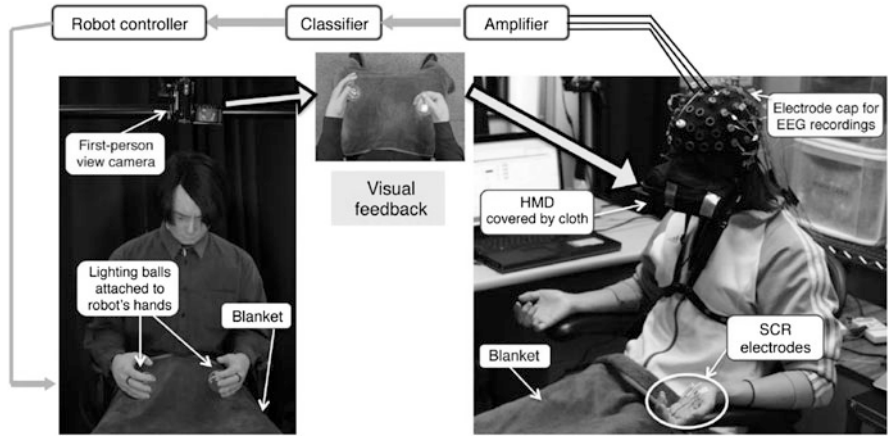 Robot controller
Classifier
Amplifier
First-person
view camera
Electrode cap for
EEG recordings
Visual
feedback
HMD
covered by cloth
Lighting balls
attached to
robot's hands
Blanket
SCR
electrodes
Blanket